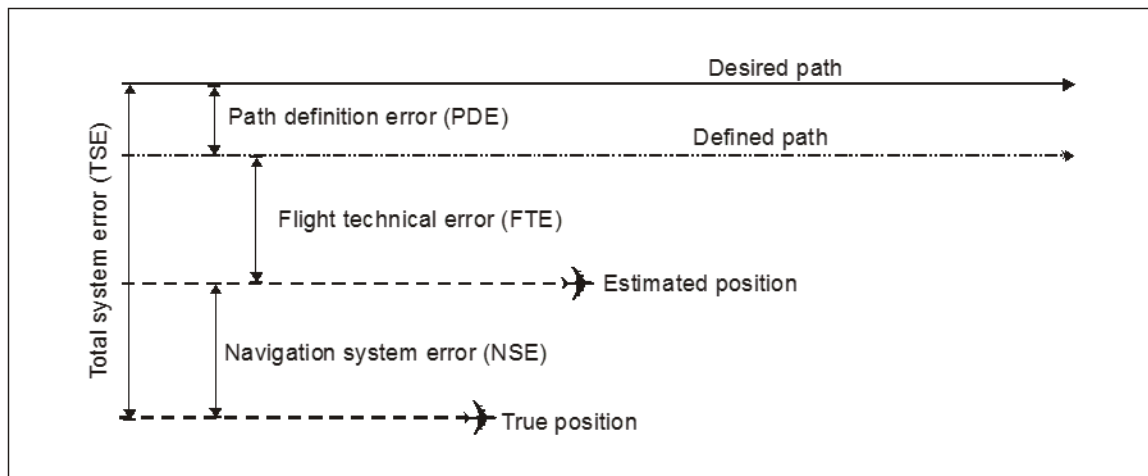 Desired path
Path definition error (PDE)
Defined path
Total system error (TSE)
Flight technical error (FTE)
Estimated position
Navigation system error (NSE)
True position